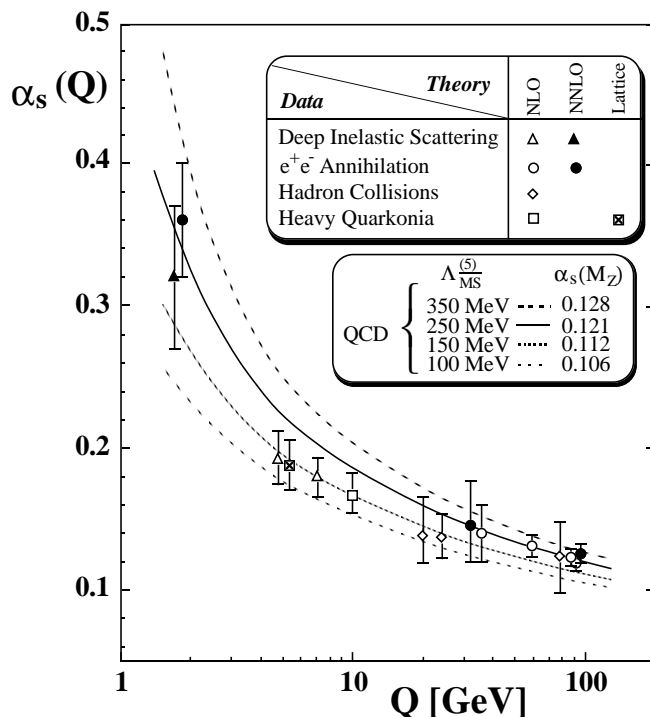 0.5
α_s (Q)
0.4
0.3
0.2
0.1
1
10
100
Q [GeV]
Theory
Data
NLO
NNLO
Lattice
Deep Inelastic Scattering
e⁺e⁻ Annihilation
Hadron Collisions
Heavy Quarkonia
Λ_MS^(5) α_s(M_Z)
QCD
350 MeV 0.128
250 MeV 0.121
150 MeV 0.112
100 MeV 0.106